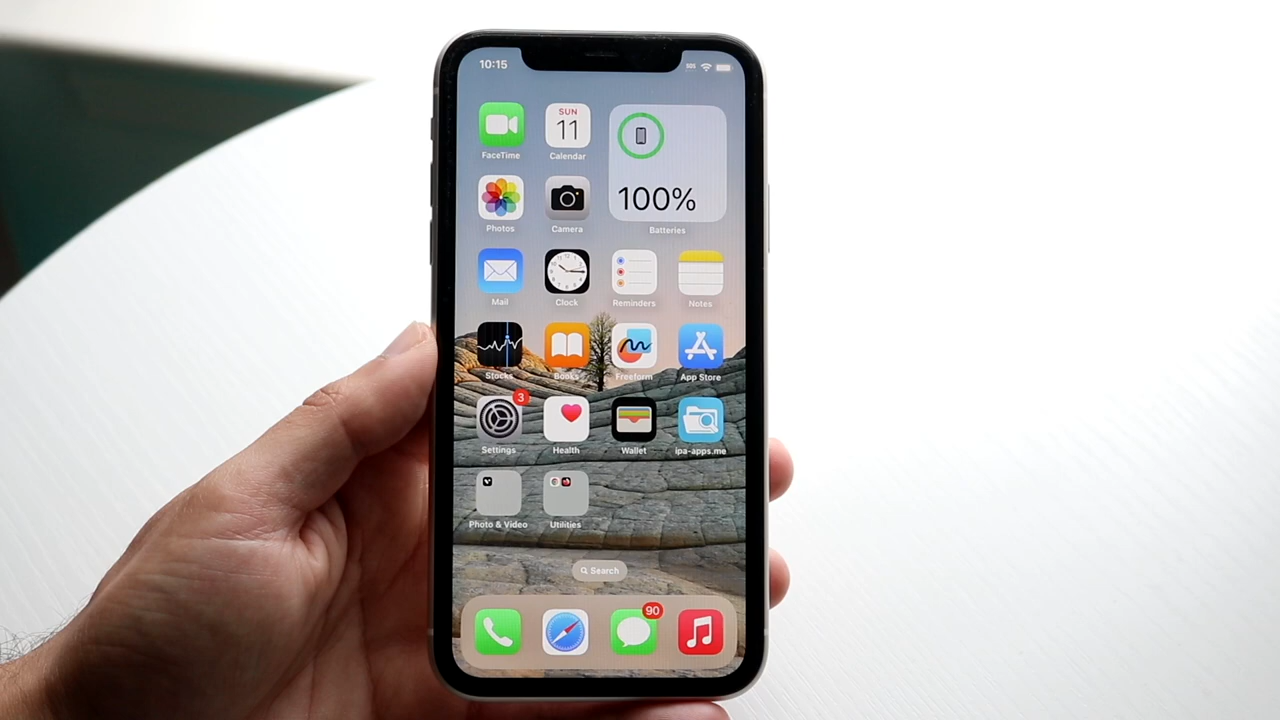 10:15
SOS
SUN
11
FaceTime
Calendar
100%
Photos
Camera
Batteries
Mail
Clock
Reminders
Notes
Stocks
Books
Freeform
App Store
3
Settings
Health
Wallet
ipa-apps.me
Photo & Video
Utilities
Search
90